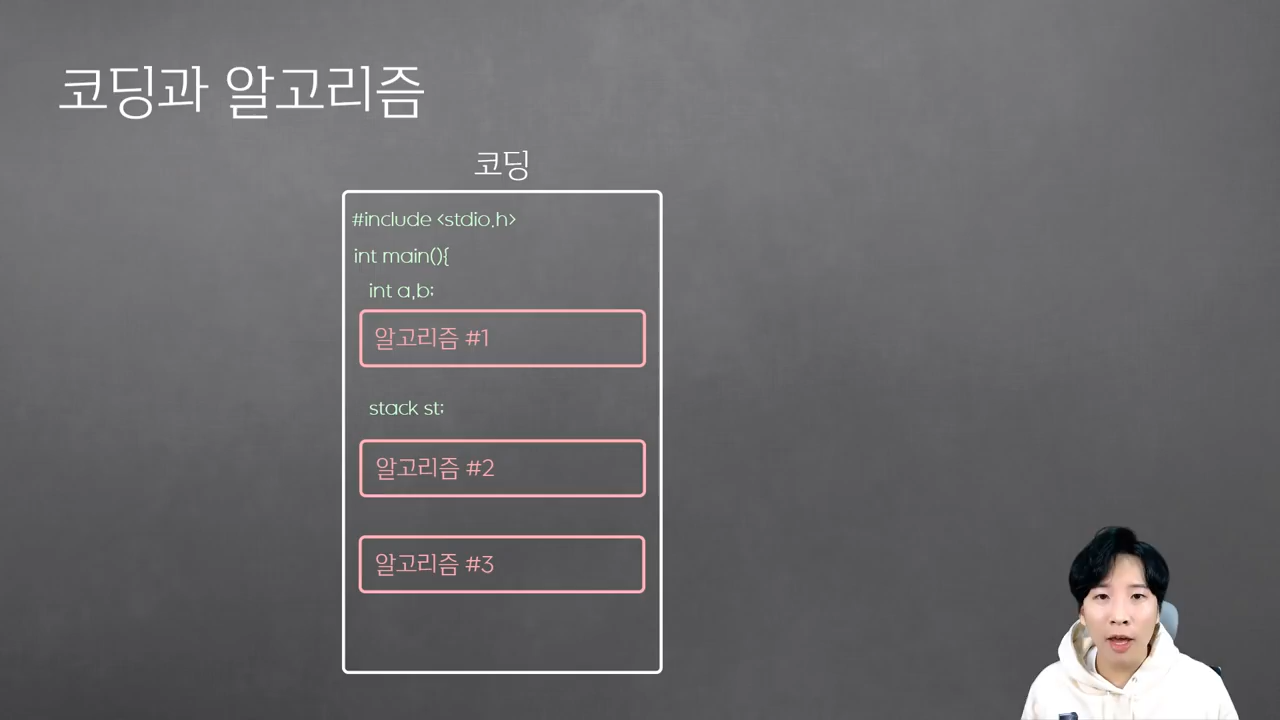 코딩과 알고리즘
코딩
#include <stdio.h>
int main(){
int a,b;
알고리즘 #1
stack st;
알고리즘 #2
알고리즘 #3